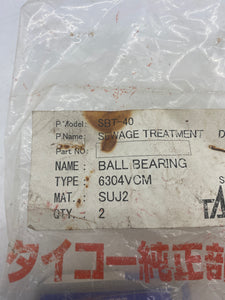 P.Model: SBT-40
P.Name: SEWAGE TREATMENT
Part NO.
NAME : BALL BEARING
TYPE : 6304VCM
MAT. : SUJ2
Q'TY. : 2
タイコー純正部